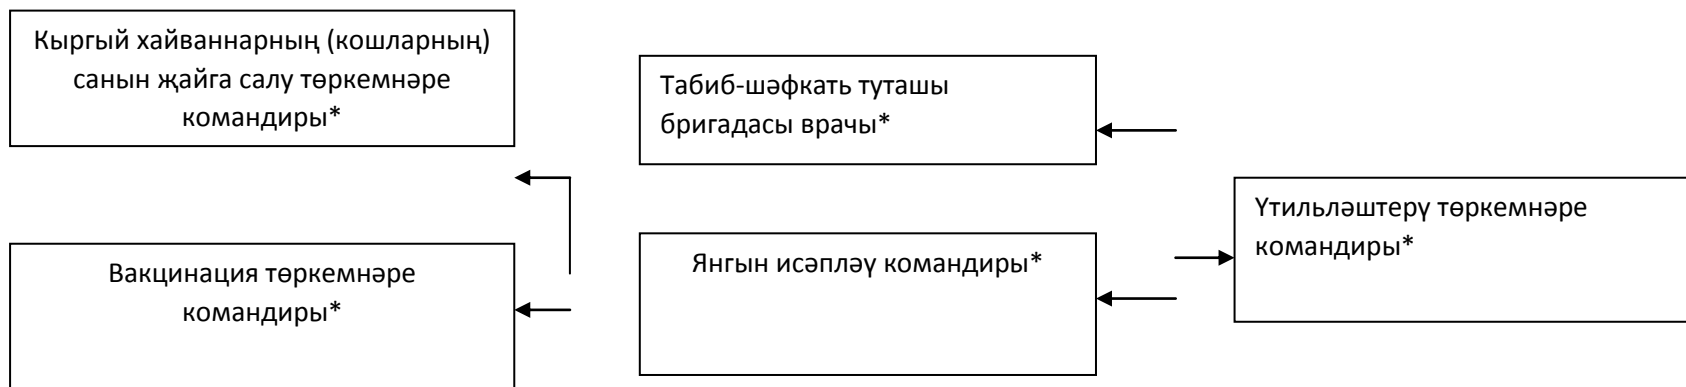 Кыргый хайваннарның (кошларның)
санын җайга салу төркемнәре
командиры*
Табиб-шәфкать туташы
бригадасы врачы*
Үтильләштерү төркемнәре
командиры*
Янгын исәпләү командиры*
Вакцинация төркемнәре
командиры*